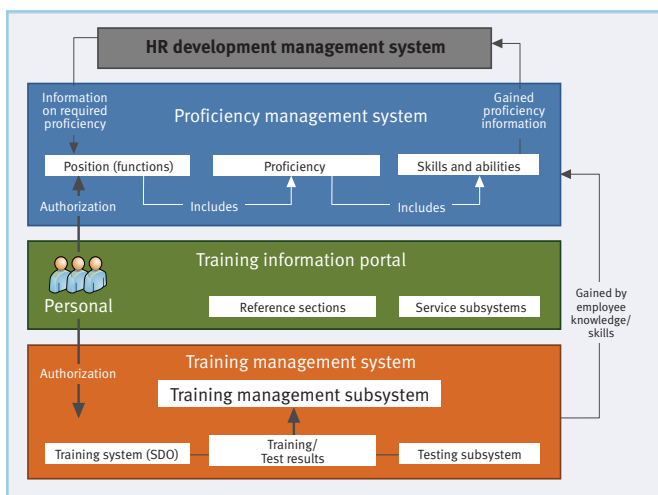 HR development management system
Information
on required
proficiency
Gained
proficiency
information
Proficiency management system
Position (functions)
Proficiency
Skills and abilities
Authorization
Includes
Includes
Training information portal
Personal
Reference sections
Service subsystems
Gained by
employee
knowledge/
skills
Training management system
Authorization
Training management subsystem
Training system (SDO)
Training/
Test results
Testing subsystem